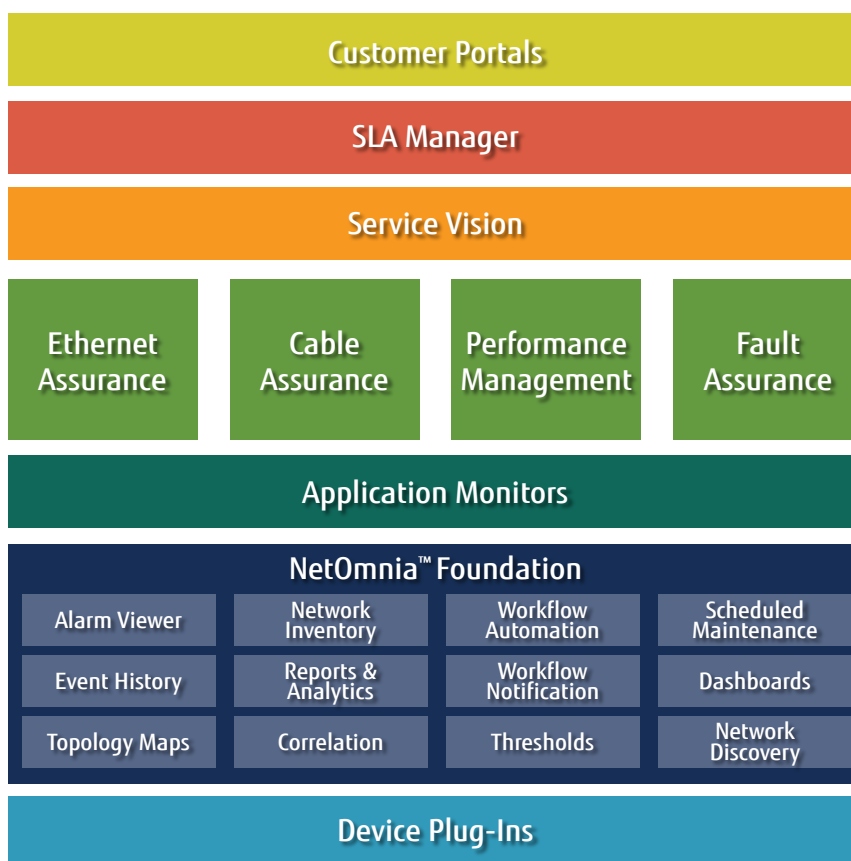 Customer Portals
SLA Manager
Service Vision
Ethernet
Assurance
Cable
Assurance
Performance
Management
Fault
Assurance
Application Monitors
NetOmnia™ Foundation
Alarm Viewer
Network
Inventory
Workflow
Automation
Scheduled
Maintenance
Event History
Reports &
Analytics
Workflow
Notification
Dashboards
Topology Maps
Correlation
Thresholds
Network
Discovery
Device Plug-Ins